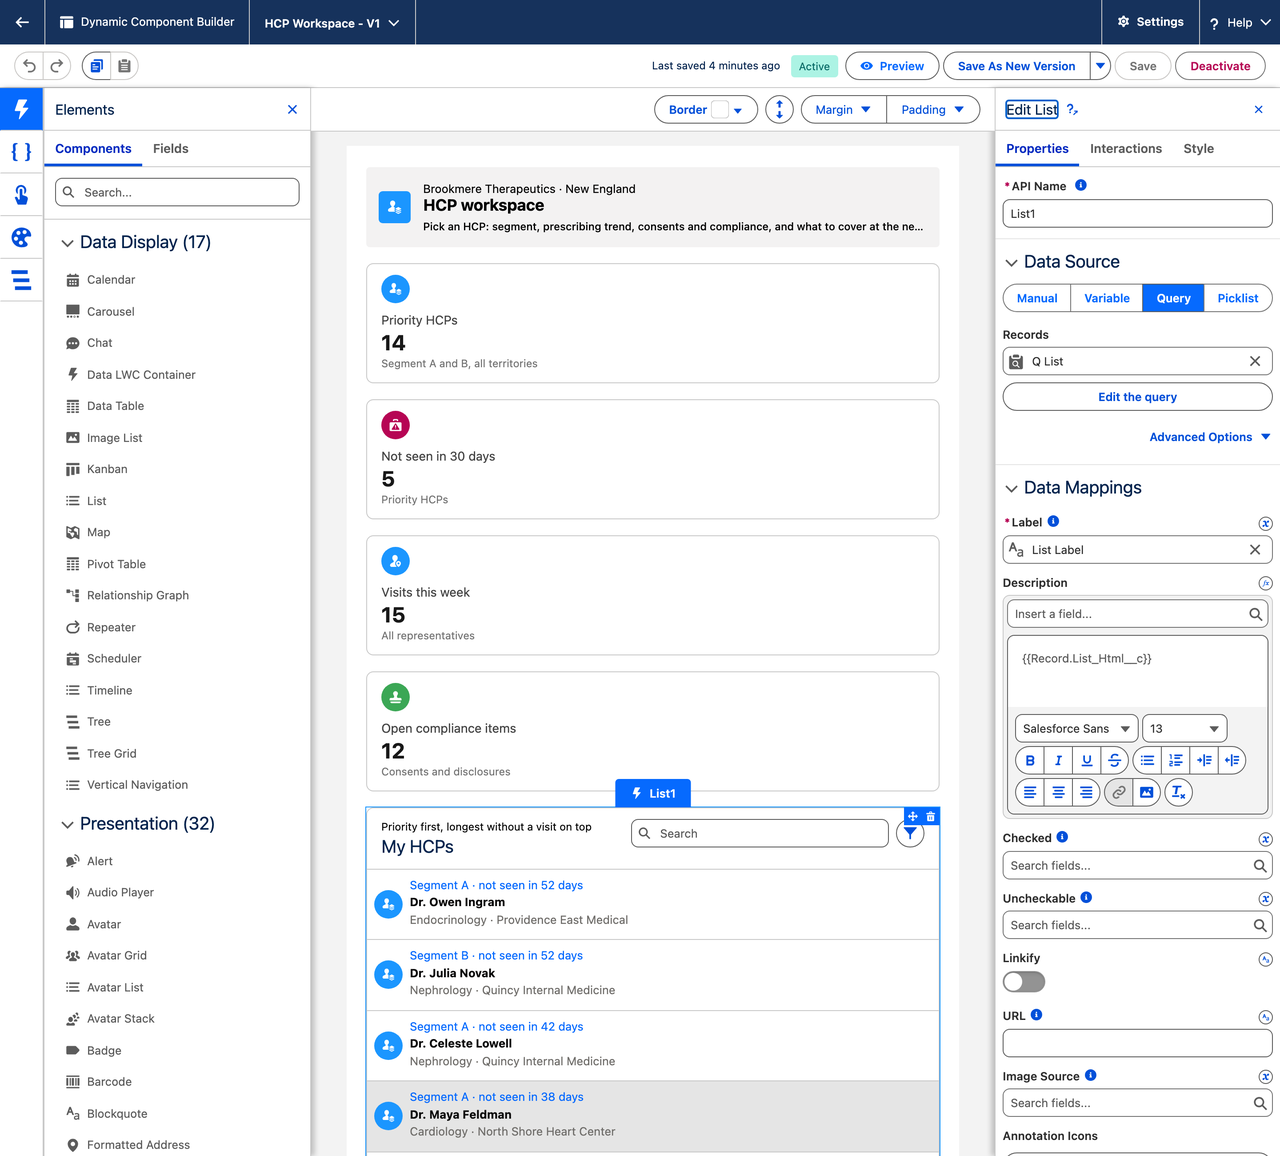 Dynamic Component Builder
HCP Workspace - V1
Settings
? Help
Last saved 4 minutes ago
Active
Preview
Save As New Version
Save
Deactivate
Elements
Components
Fields
Search...
Data Display (17)
Calendar
Carousel
Chat
Data LWC Container
Data Table
Image List
Kanban
List
Map
Pivot Table
Relationship Graph
Repeater
Scheduler
Timeline
Tree
Tree Grid
Vertical Navigation
Presentation (32)
Alert
Audio Player
Avatar
Avatar Grid
Avatar List
Avatar Stack
Badge
Barcode
Blockquote
Formatted Address
Border
Margin
Padding
Brookmere Therapeutics · New England
HCP workspace
Pick an HCP: segment, prescribing trend, consents and compliance, and what to cover at the ne...
Priority HCPs
14
Segment A and B, all territories
Not seen in 30 days
5
Priority HCPs
Visits this week
15
All representatives
Open compliance items
12
Consents and disclosures
List1
Priority first, longest without a visit on top
My HCPs
Search
Segment A · not seen in 52 days
Dr. Owen Ingram
Endocrinology · Providence East Medical
Segment B · not seen in 52 days
Dr. Julia Novak
Nephrology · Quincy Internal Medicine
Segment A · not seen in 42 days
Dr. Celeste Lowell
Nephrology · Quincy Internal Medicine
Segment A · not seen in 38 days
Dr. Maya Feldman
Cardiology · North Shore Heart Center
Edit List
Properties
Interactions
Style
* API Name
List1
Data Source
Manual
Variable
Query
Picklist
Records
Q List
Edit the query
Advanced Options
Data Mappings
* Label
List Label
Description
Insert a field...
{{Record.List_Html__c}}
Salesforce Sans
13
B I U S
Checked
Search fields...
Uncheckable
Search fields...
Linkify
URL
Image Source
Search fields...
Annotation Icons